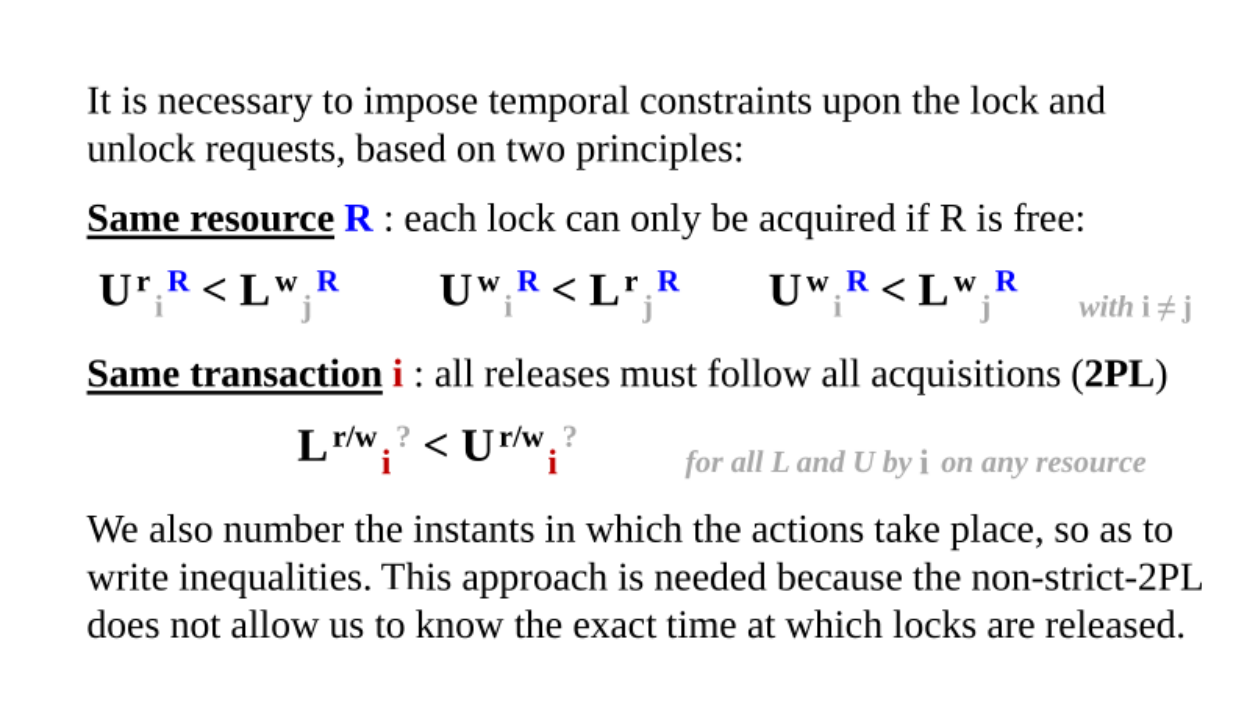 It is necessary to impose temporal constraints upon the lock and
unlock requests, based on two principles:
Same resource R : each lock can only be acquired if R is free:
U r i R < L w j R U w i R < L r j R U w i R < L w j R with i ≠ j
Same transaction i : all releases must follow all acquisitions (2PL)
L r/w i ? < U r/w i ? for all L and U by i on any resource
We also number the instants in which the actions take place, so as to
write inequalities. This approach is needed because the non-strict-2PL
does not allow us to know the exact time at which locks are released.